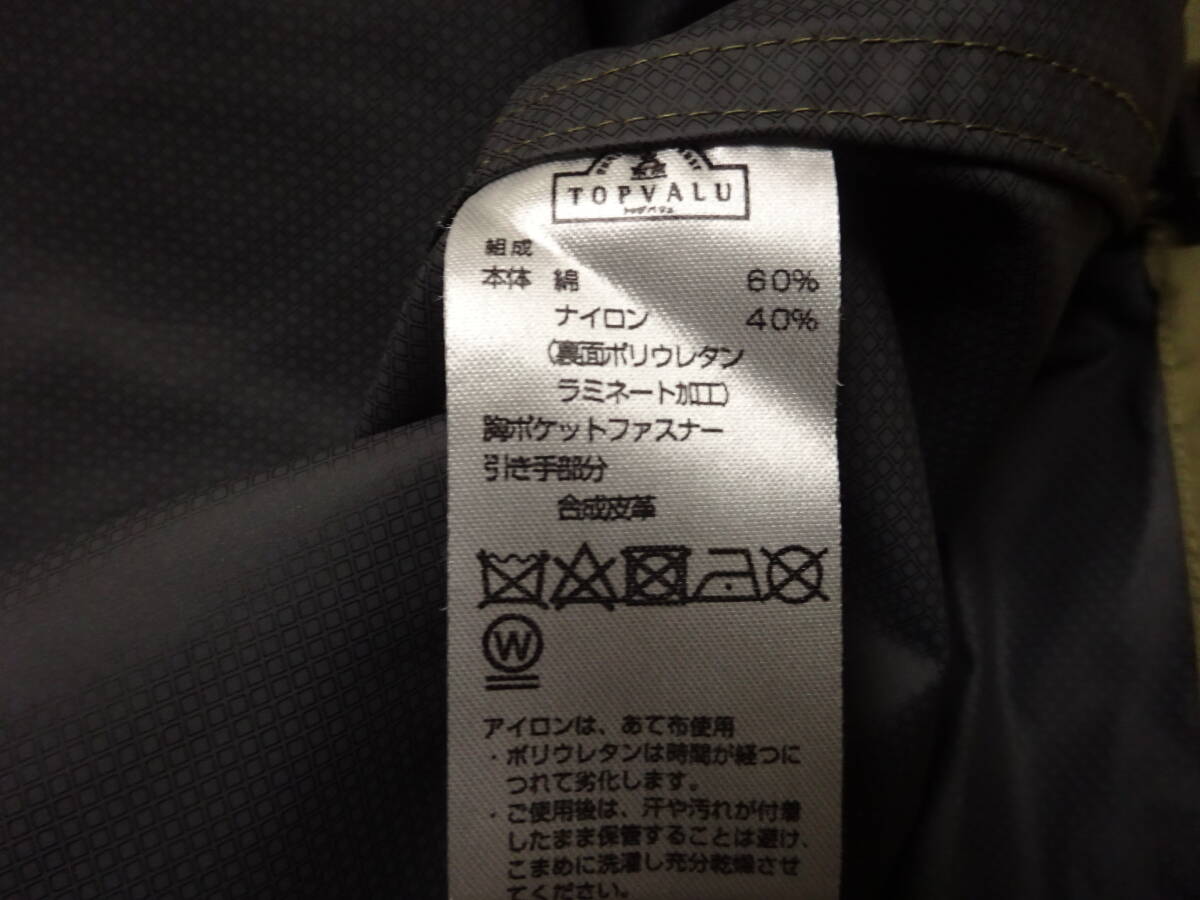 TOPVALU
トップバリュ
組成
本体 綿 60%
ナイロン 40%
(裏面ポリウレタン
ラミネート加工)
胸ポケットファスナー
引き手部分
合成皮革
W
アイロンは、あて布使用
・ポリウレタンは時間が経つに
つれて劣化します。
・ご使用後は、汗や汚れが付着
したまま保管することは避け、
こまめに洗濯し充分乾燥させ
てください。